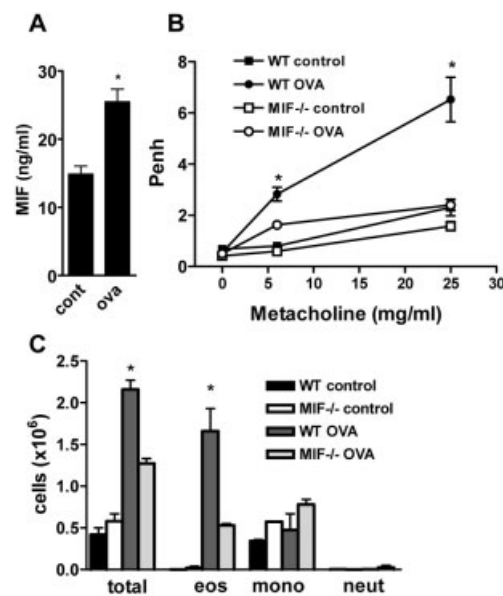 A
MIF (ng/ml)
30
20
10
0
*
cont
ova
B
WT control
WT OVA
MIF-/- control
MIF-/- OVA
Penh
8
6
4
2
0
*
*
0
5
10
15
20
25
30
Metacholine (mg/ml)
C
cells (x10⁶)
2.5
2.0
1.5
1.0
0.5
0.0
*
*
WT control
MIF-/- control
WT OVA
MIF-/- OVA
total
eos
mono
neut